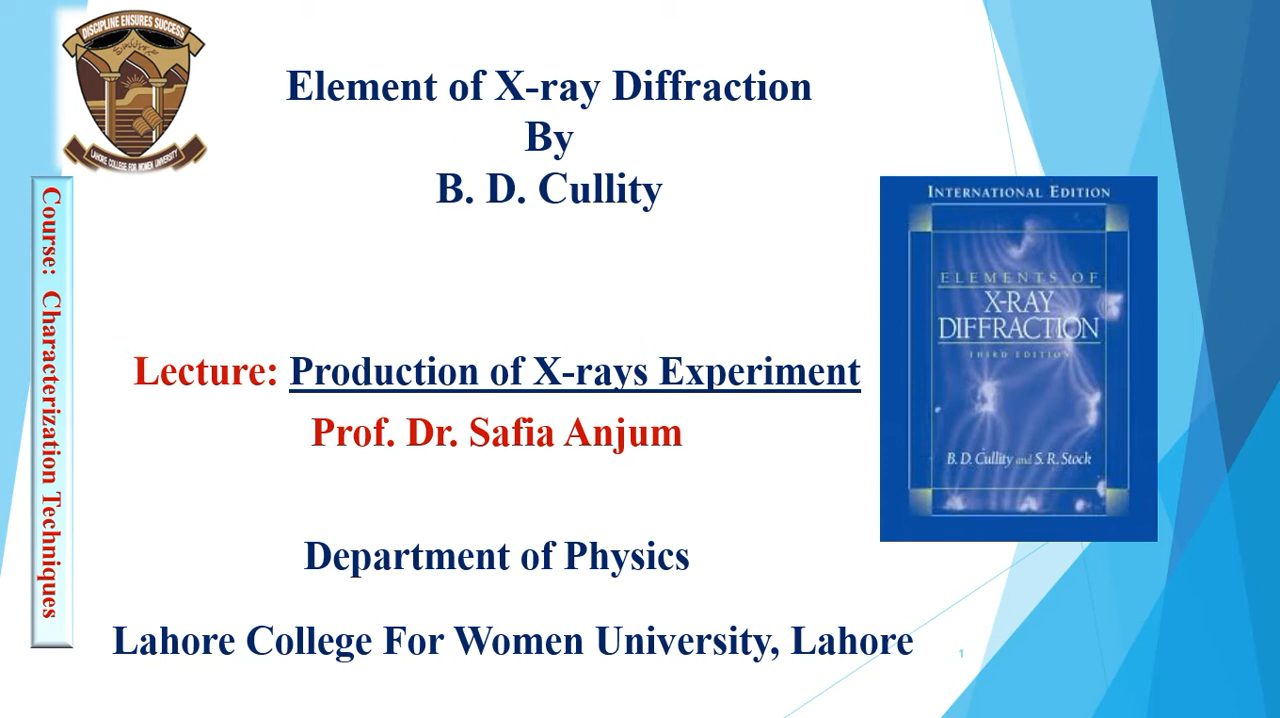 DISCIPLINE ENSURES SUCCESS
LAHORE COLLEGE FOR WOMEN UNIVERSITY
Element of X-ray Diffraction
By
B. D. Cullity
Course: Characterization Techniques
INTERNATIONAL EDITION
ELEMENTS OF
X-RAY
DIFFRACTION
THIRD EDITION
B. D. Cullity and S. R. Stock
Lecture: Production of X-rays Experiment
Prof. Dr. Safia Anjum
Department of Physics
Lahore College For Women University, Lahore
1